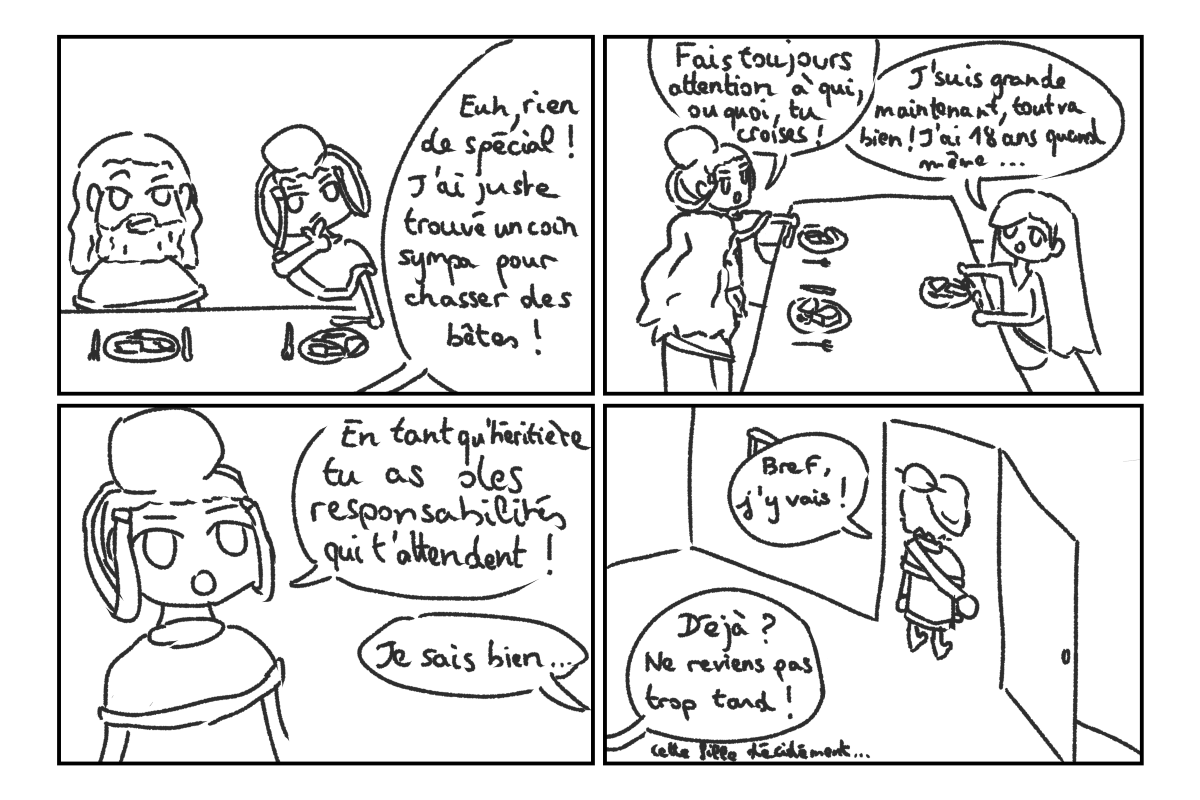 Euh, rien
de spécial !
J'ai juste
trouvé un coin
sympa pour
chasser des
bêtes !
Fais toujours
attention à qui,
ou quoi, tu
croises !
J'suis grande
maintenant, tout va
bien ! J'ai 18 ans quand
même ...
En tant qu'héritière
tu as des
responsabilités
qui t'attendent !
Je sais bien...
Bref,
j'y vais !
Déjà ?
Ne reviens pas
trop tard !
cette fille décidément...